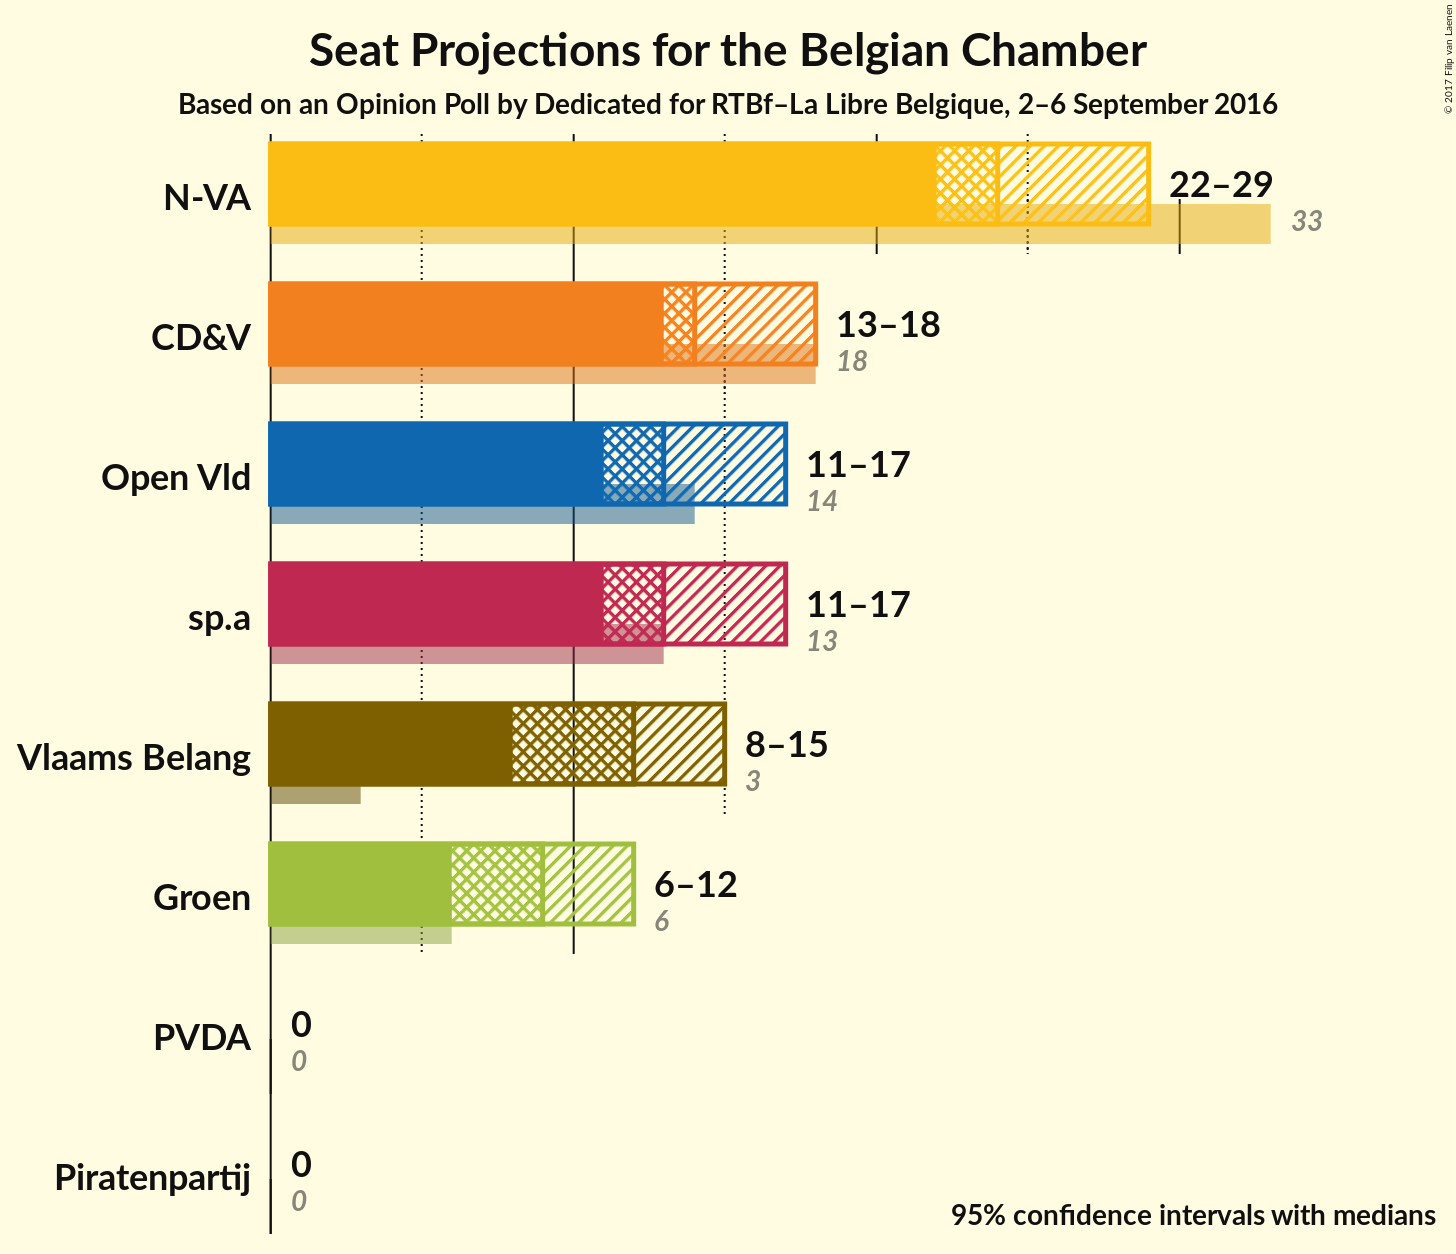 Seat Projections for the Belgian Chamber
Based on an Opinion Poll by Dedicated for RTBf–La Libre Belgique, 2–6 September 2016
© 2017 Filip van Laenen
N-VA
22–29
33
CD&V
13–18
18
Open Vld
11–17
14
sp.a
11–17
13
Vlaams Belang
8–15
3
Groen
6–12
6
PVDA
0
0
Piratenpartij
0
0
95% confidence intervals with medians